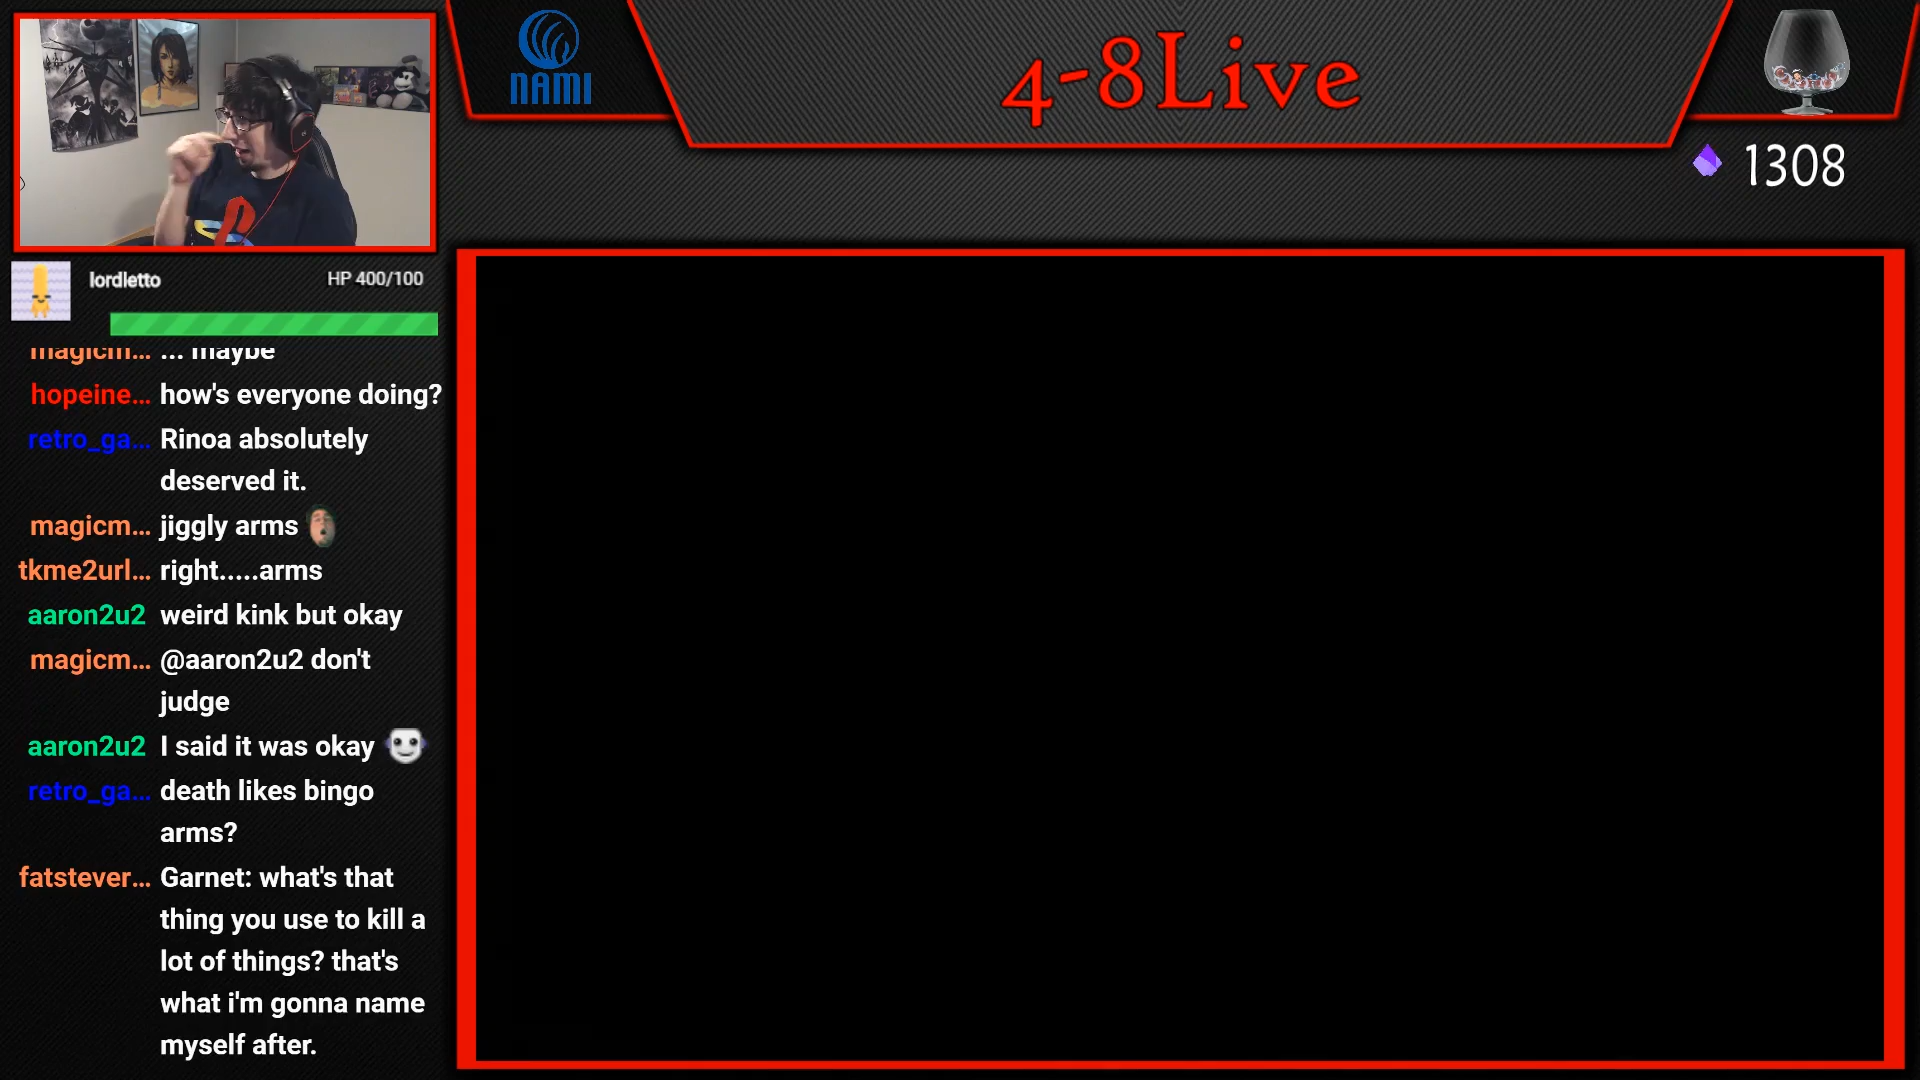 NAMI
4-8Live
1308
lordletto
HP 400/100
magicm… ... maybe
hopeine… how's everyone doing?
retro_ga… Rinoa absolutely
deserved it.
magicm… jiggly arms
tkme2url… right.....arms
aaron2u2 weird kink but okay
magicm… @aaron2u2 don't
judge
aaron2u2 I said it was okay
retro_ga… death likes bingo
arms?
fatstever… Garnet: what's that
thing you use to kill a
lot of things? that's
what i'm gonna name
myself after.